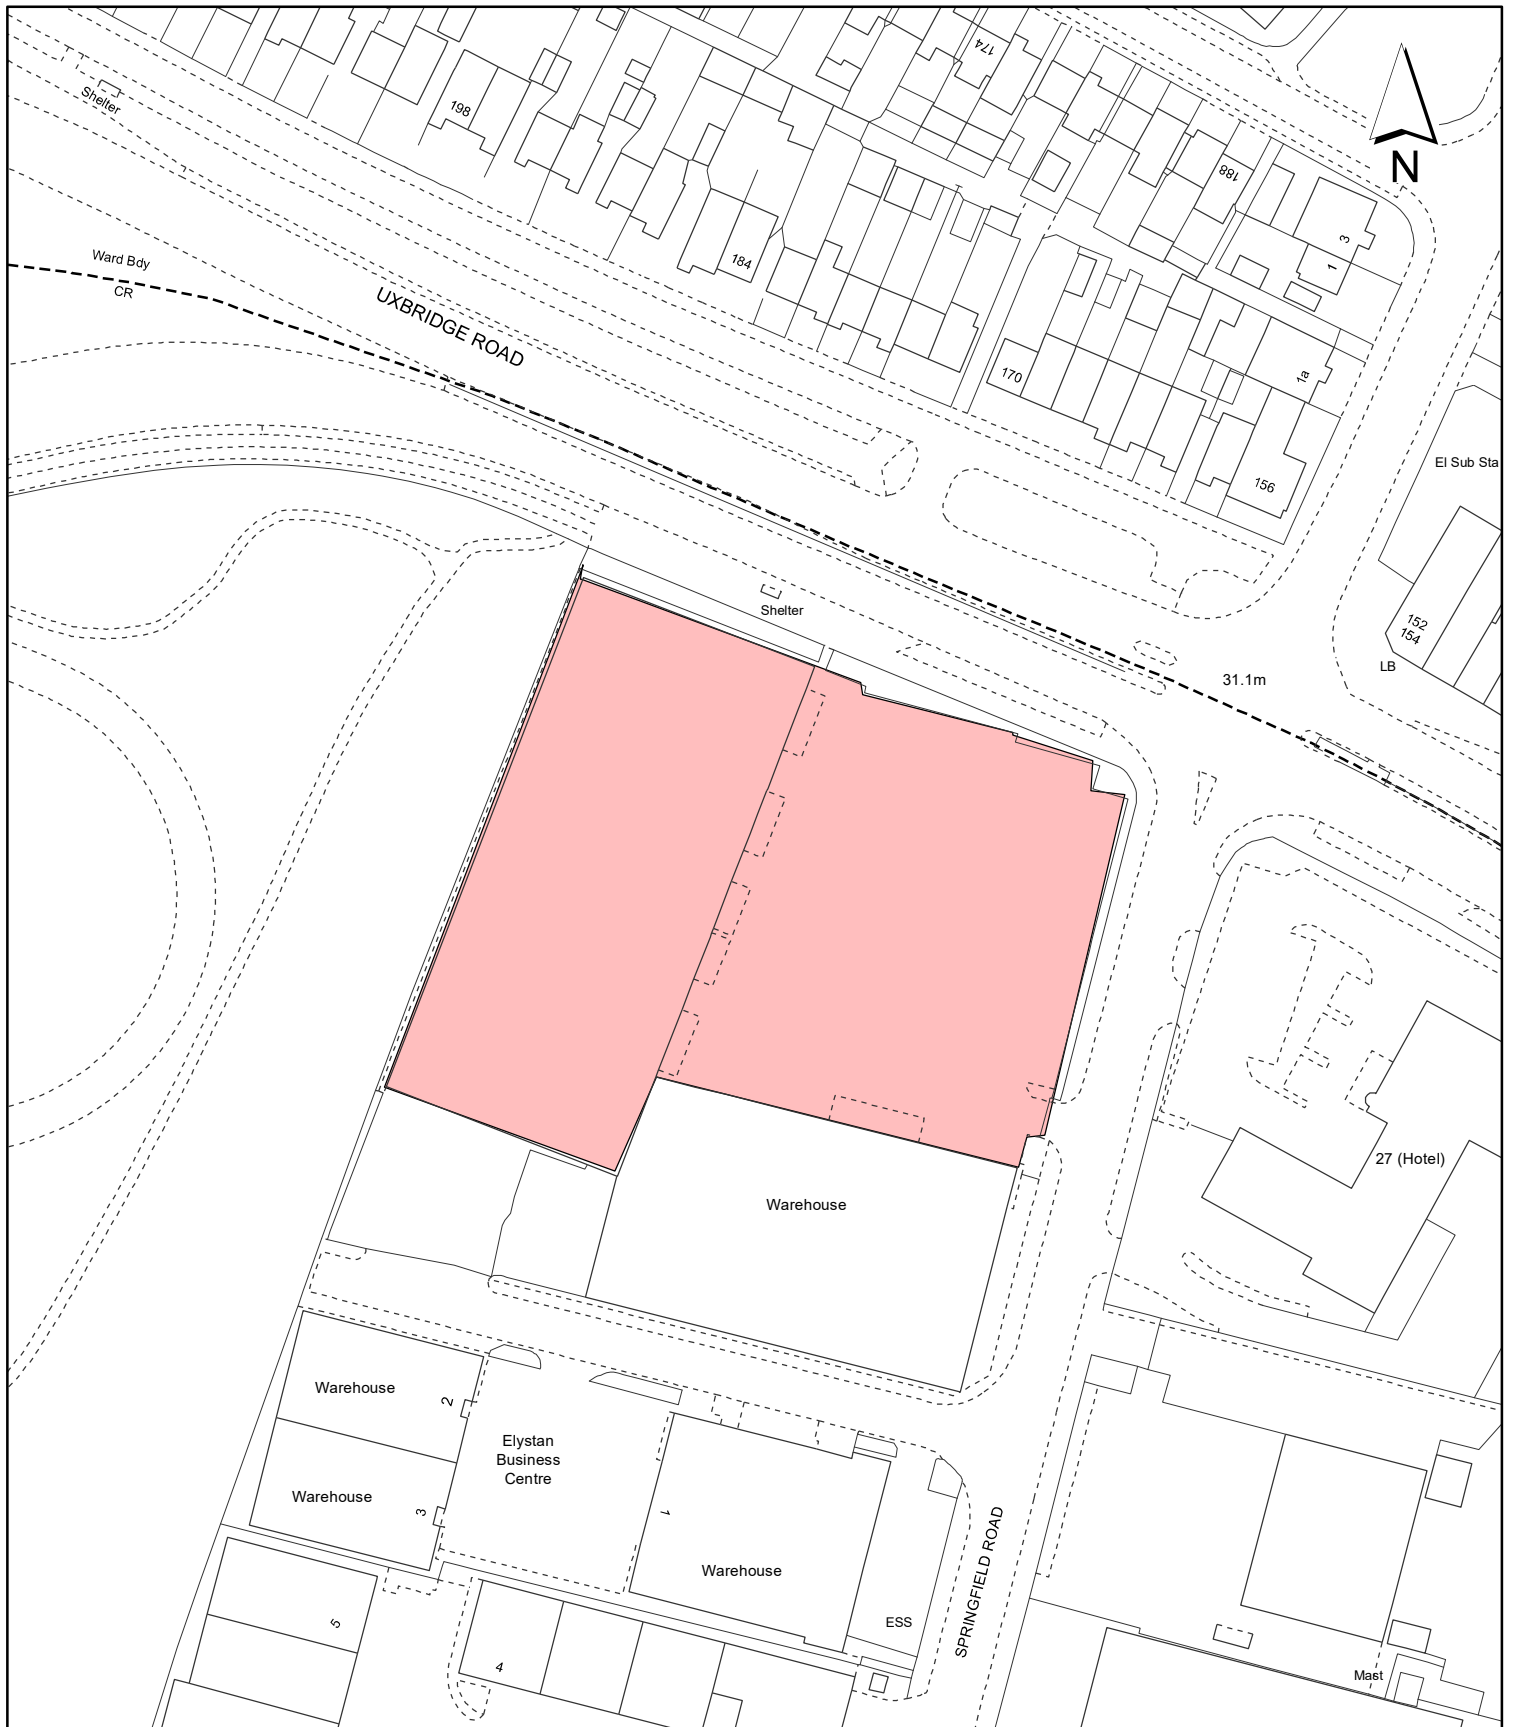 174
Shelter
198
N
188
3
1
Ward Bdy
CR
184
UXBRIDGE ROAD
170
1a
El Sub Sta
156
Shelter
152
154
LB
31.1m
27 (Hotel)
Warehouse
Warehouse
2
Elystan
Business
Centre
Warehouse
3
1
Warehouse
SPRINGFIELD ROAD
ESS
5
4
Mast